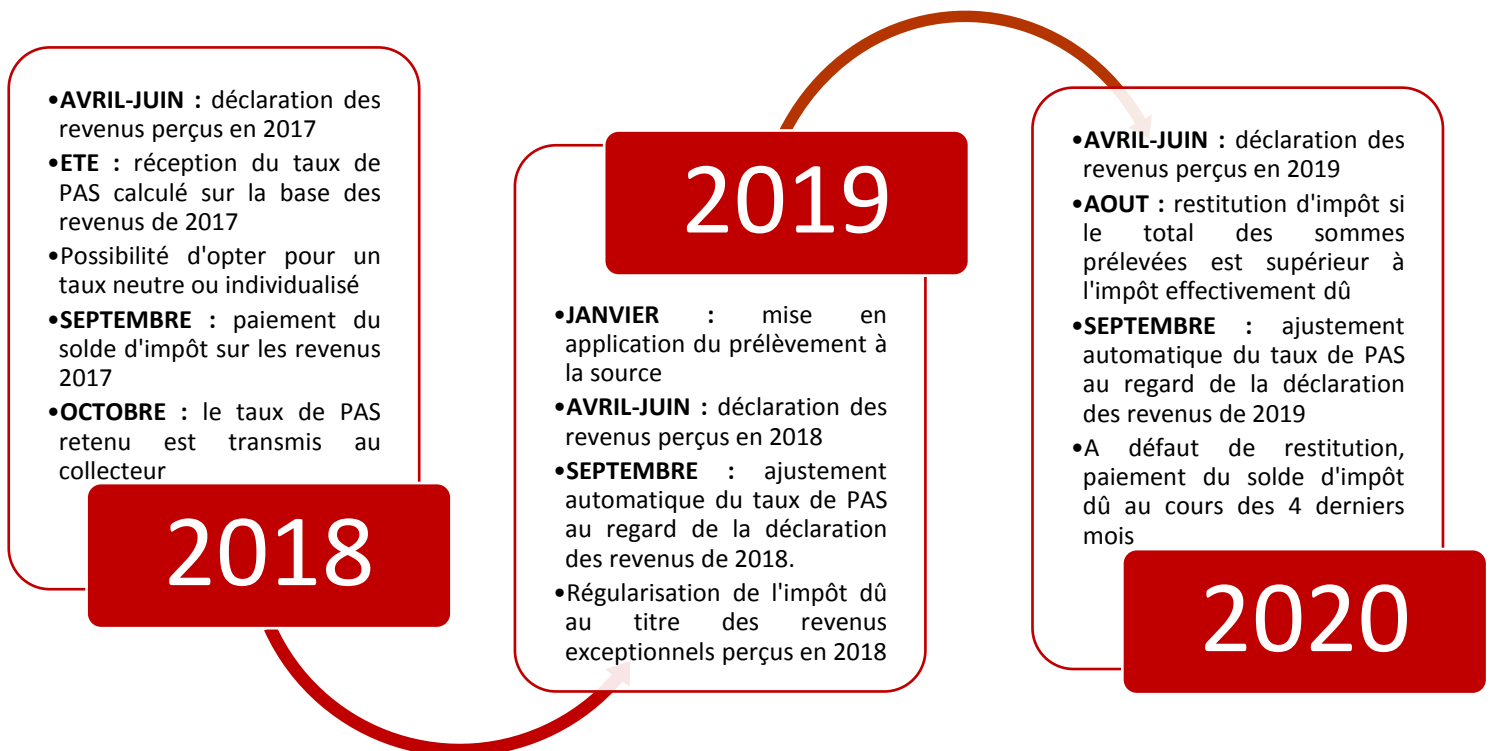 •AVRIL-JUIN : déclaration des
revenus perçus en 2017
•ETE : réception du taux de
PAS calculé sur la base des
revenus de 2017
•Possibilité d'opter pour un
taux neutre ou individualisé
•SEPTEMBRE : paiement du
solde d'impôt sur les revenus
2017
•OCTOBRE : le taux de PAS
retenu est transmis au
collecteur
2018
2019
•JANVIER : mise en
application du prélèvement à
la source
•AVRIL-JUIN : déclaration des
revenus perçus en 2018
•SEPTEMBRE : ajustement
automatique du taux de PAS
au regard de la déclaration
des revenus de 2018.
•Régularisation de l'impôt dû
au titre des revenus
exceptionnels perçus en 2018
•AVRIL-JUIN : déclaration des
revenus perçus en 2019
•AOUT : restitution d'impôt si
le total des sommes
prélevées est supérieur à
l'impôt effectivement dû
•SEPTEMBRE : ajustement
automatique du taux de PAS
au regard de la déclaration
des revenus de 2019
•A défaut de restitution,
paiement du solde d'impôt
dû au cours des 4 derniers
mois
2020